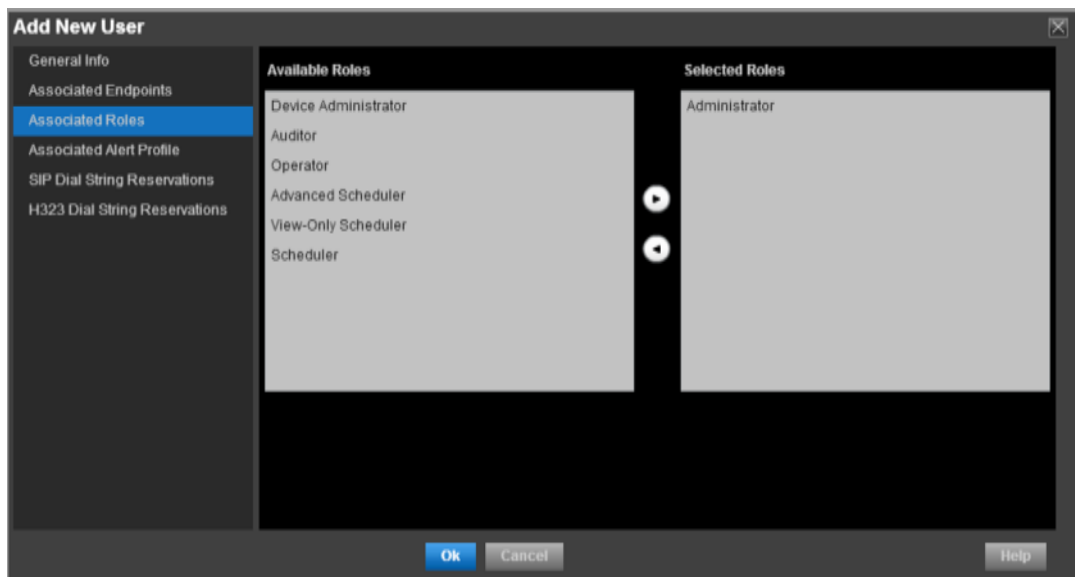 Add New User
General Info
Associated Endpoints
Associated Roles
Associated Alert Profile
SIP Dial String Reservations
H323 Dial String Reservations
Available Roles
Device Administrator
Auditor
Operator
Advanced Scheduler
View-Only Scheduler
Scheduler
Selected Roles
Administrator
Ok
Cancel
Help